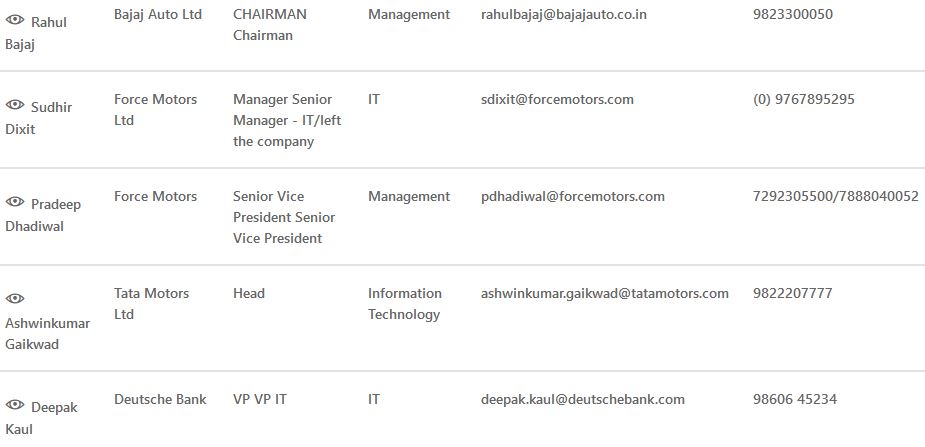 Rahul Bajaj Auto Ltd CHAIRMAN Management rahulbajaj@bajajauto.co.in 9823300050
Bajaj Chairman
Sudhir Force Motors Manager Senior IT sdixit@forcemotors.com (0) 9767895295
Dixit Ltd Manager - IT/left
the company
Pradeep Force Motors Senior Vice Management pdhadiwal@forcemotors.com 7292305500/7888040052
Dhadiwal President Senior
Vice President
Tata Motors Head Information ashwinkumar.gaikwad@tatamotors.com 9822207777
Ashwinkumar Ltd Technology
Gaikwad
Deepak Deutsche Bank VP VP IT IT deepak.kaul@deutschebank.com 98606 45234
Kaul